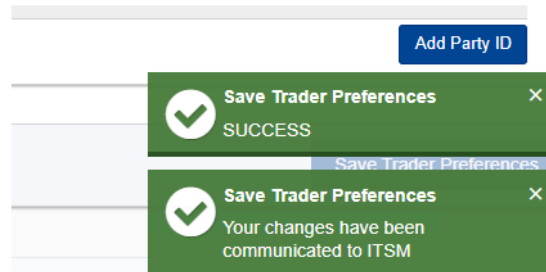 Add Party ID
Save Trader Preferences ×
SUCCESS
Save Trader Preferences
Save Trader Preferences ×
Your changes have been
communicated to ITSM